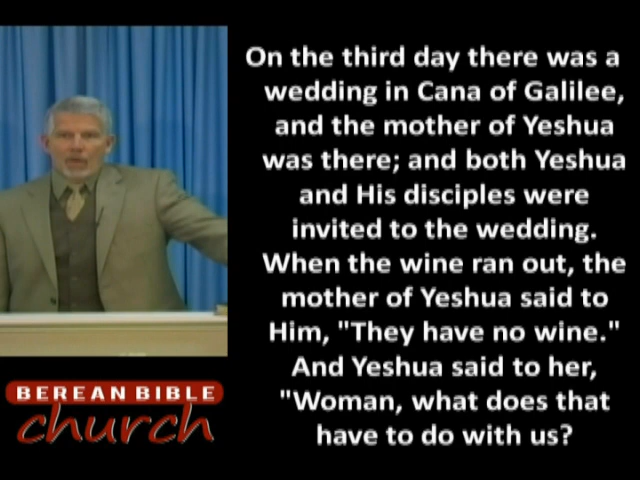 On the third day there was a
wedding in Cana of Galilee,
and the mother of Yeshua
was there; and both Yeshua
and His disciples were
invited to the wedding.
When the wine ran out, the
mother of Yeshua said to
Him, "They have no wine."
And Yeshua said to her,
"Woman, what does that
have to do with us?
BEREAN BIBLE
church